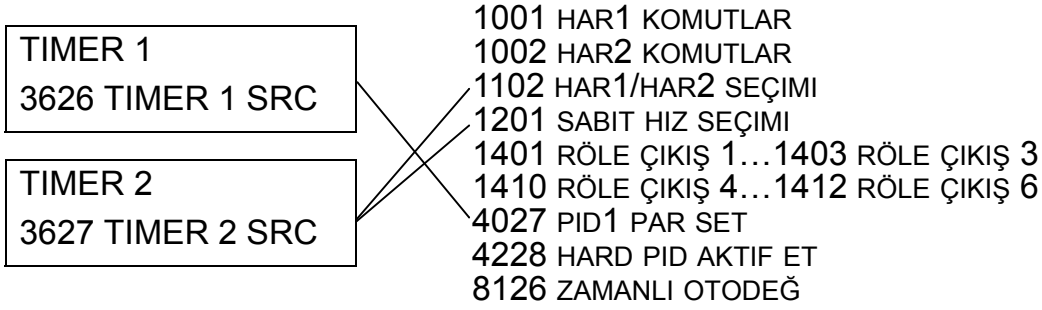 TIMER 1
3626 TIMER 1 SRC
TIMER 2
3627 TIMER 2 SRC
1001 HAR1 KOMUTLAR
1002 HAR2 KOMUTLAR
1102 HAR1/HAR2 SEÇIMI
1201 SABIT HIZ SEÇIMI
1401 RÖLE ÇIKIŞ 1…1403 RÖLE ÇIKIŞ 3
1410 RÖLE ÇIKIŞ 4…1412 RÖLE ÇIKIŞ 6
4027 PID1 PAR SET
4228 HARD PID AKTIF ET
8126 ZAMANLI OTODEĞ